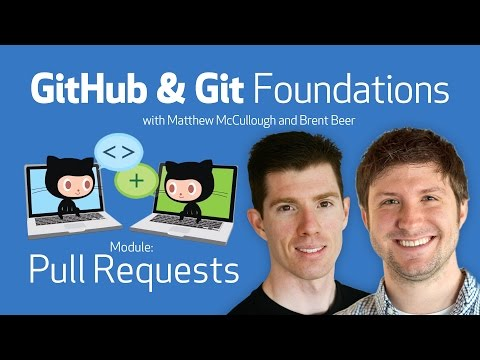 GitHub & Git Foundations
with Matthew McCullough and Brent Beer
<>
+
Module:
Pull Requests